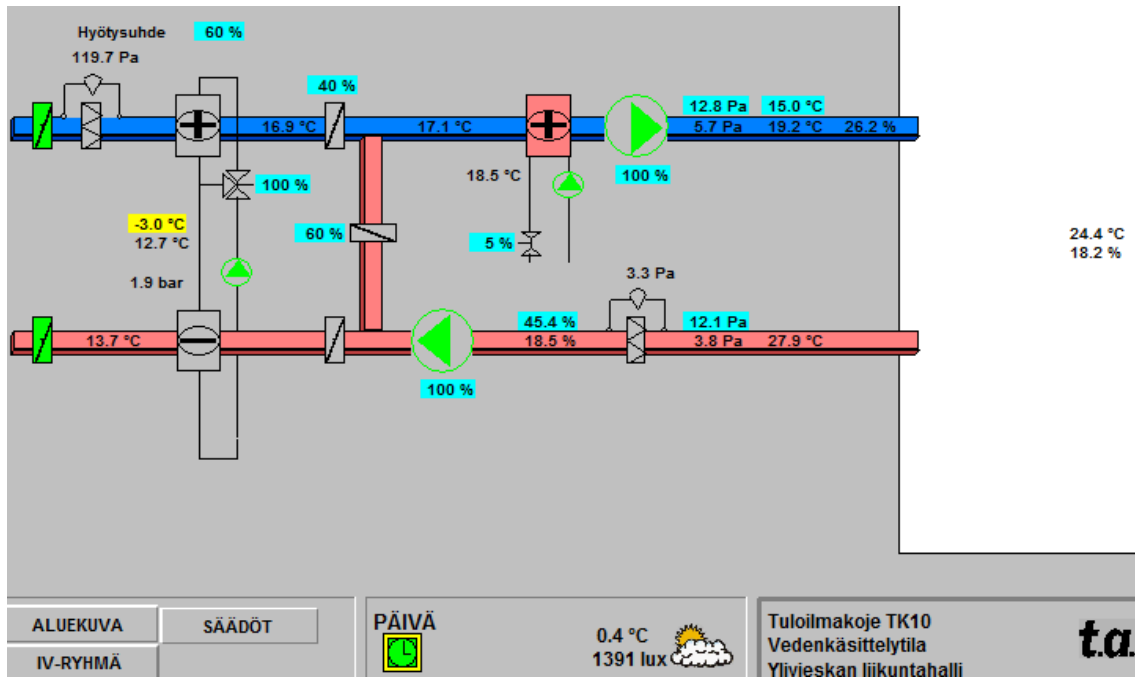 Hyötysuhde 60 %
119.7 Pa
40 %
12.8 Pa 15.0 °C
16.9 °C 17.1 °C 5.7 Pa 19.2 °C 26.2 %
18.5 °C 100 %
100 %
-3.0 °C
12.7 °C
60 %
5 %
24.4 °C
18.2 %
1.9 bar
3.3 Pa
45.4 % 12.1 Pa
13.7 °C 18.5 % 3.8 Pa 27.9 °C
100 %
ALUEKUVA SÄÄDÖT
IV-RYHMÄ
PÄIVÄ
0.4 °C
1391 lux
Tuloilmakoje TK10
Vedenkäsittelytila
Ylivieskan liikuntahalli
t.a.